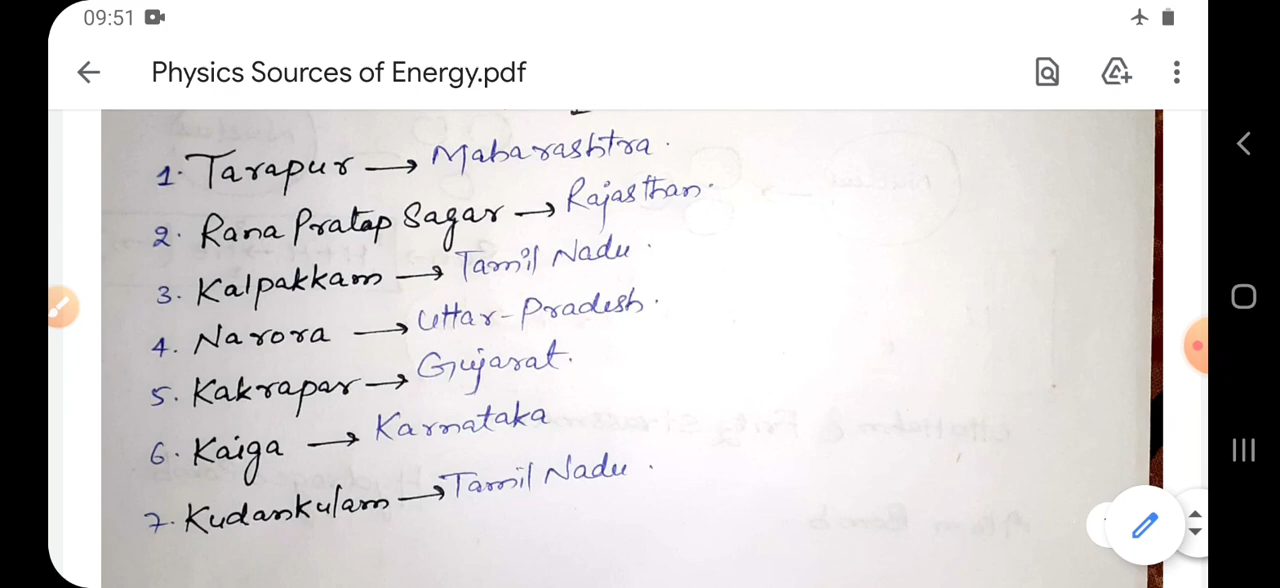 09:51
Physics Sources of Energy.pdf
1. Tarapur → Maharashtra.
2. Rana Pratap Sagar → Rajasthan.
3. Kalpakkam → Tamil Nadu.
4. Narora → Uttar-Pradesh.
5. Kakrapar → Gujarat.
6. Kaiga → Karnataka
7. Kudankulam → Tamil Nadu.